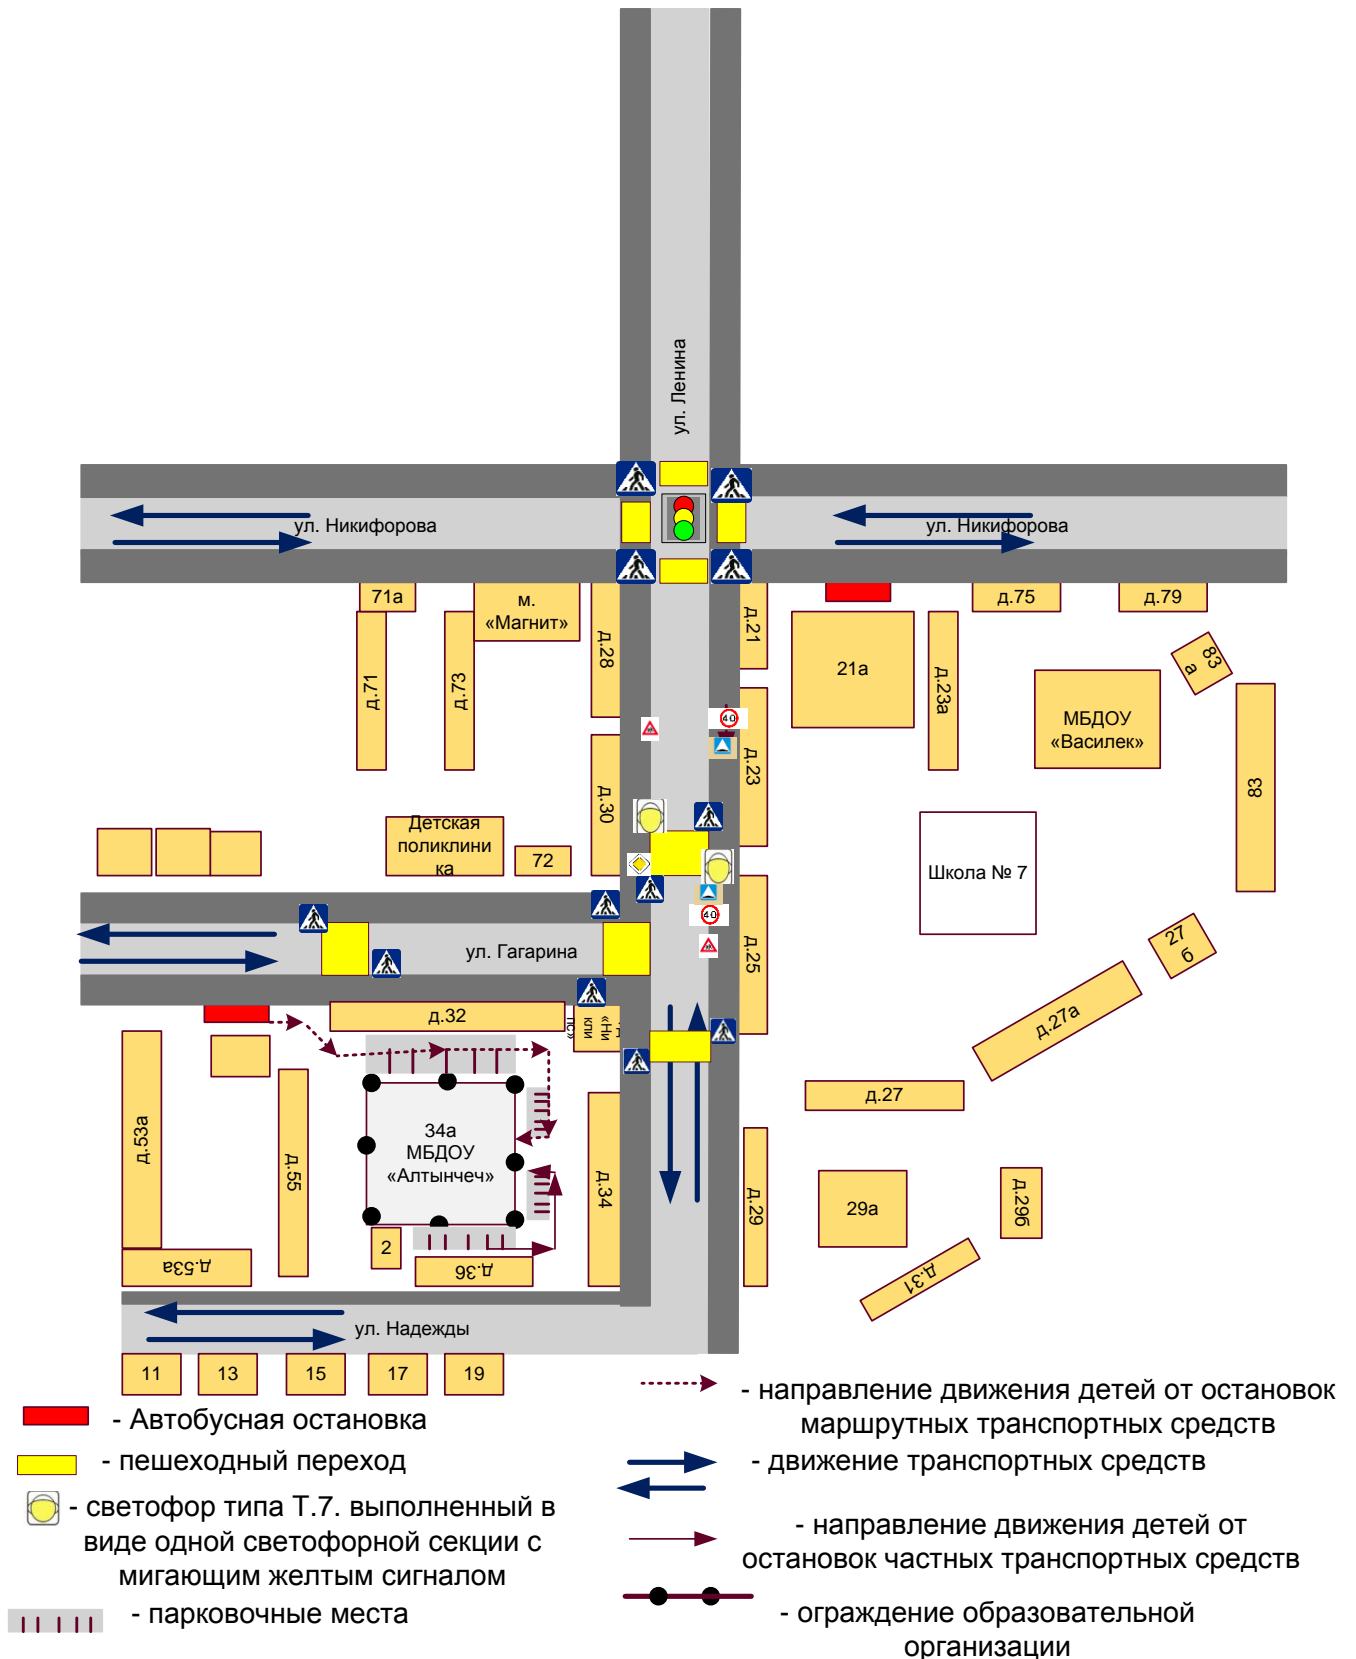 ул. Ленина
ул. Никифорова
ул. Никифорова
71а
м.
«Магнит»
д.28
д.21
д.75
д.79
д.71
д.73
21а
д.23а
83
а
МБДОУ
«Василек»
40
д.23
д.30
83
Детская
поликлини
ка
72
Школа № 7
40
ул. Гагарина
д.25
27
б
д.27а
д.32
«Ни
кли
пс»
д.53а
д.55
34а
МБДОУ
«Алтынчеч»
д.34
д.27
д.29
29а
д.29б
2
д.36
д.53а
д.31
ул. Надежды
11
13
15
17
19
- Автобусная остановка
- пешеходный переход
- светофор типа Т.7. выполненный в
виде одной светофорной секции с
мигающим желтым сигналом
- парковочные места
- направление движения детей от остановок
маршрутных транспортных средств
- движение транспортных средств
- направление движения детей от
остановок частных транспортных средств
- ограждение образовательной
организации